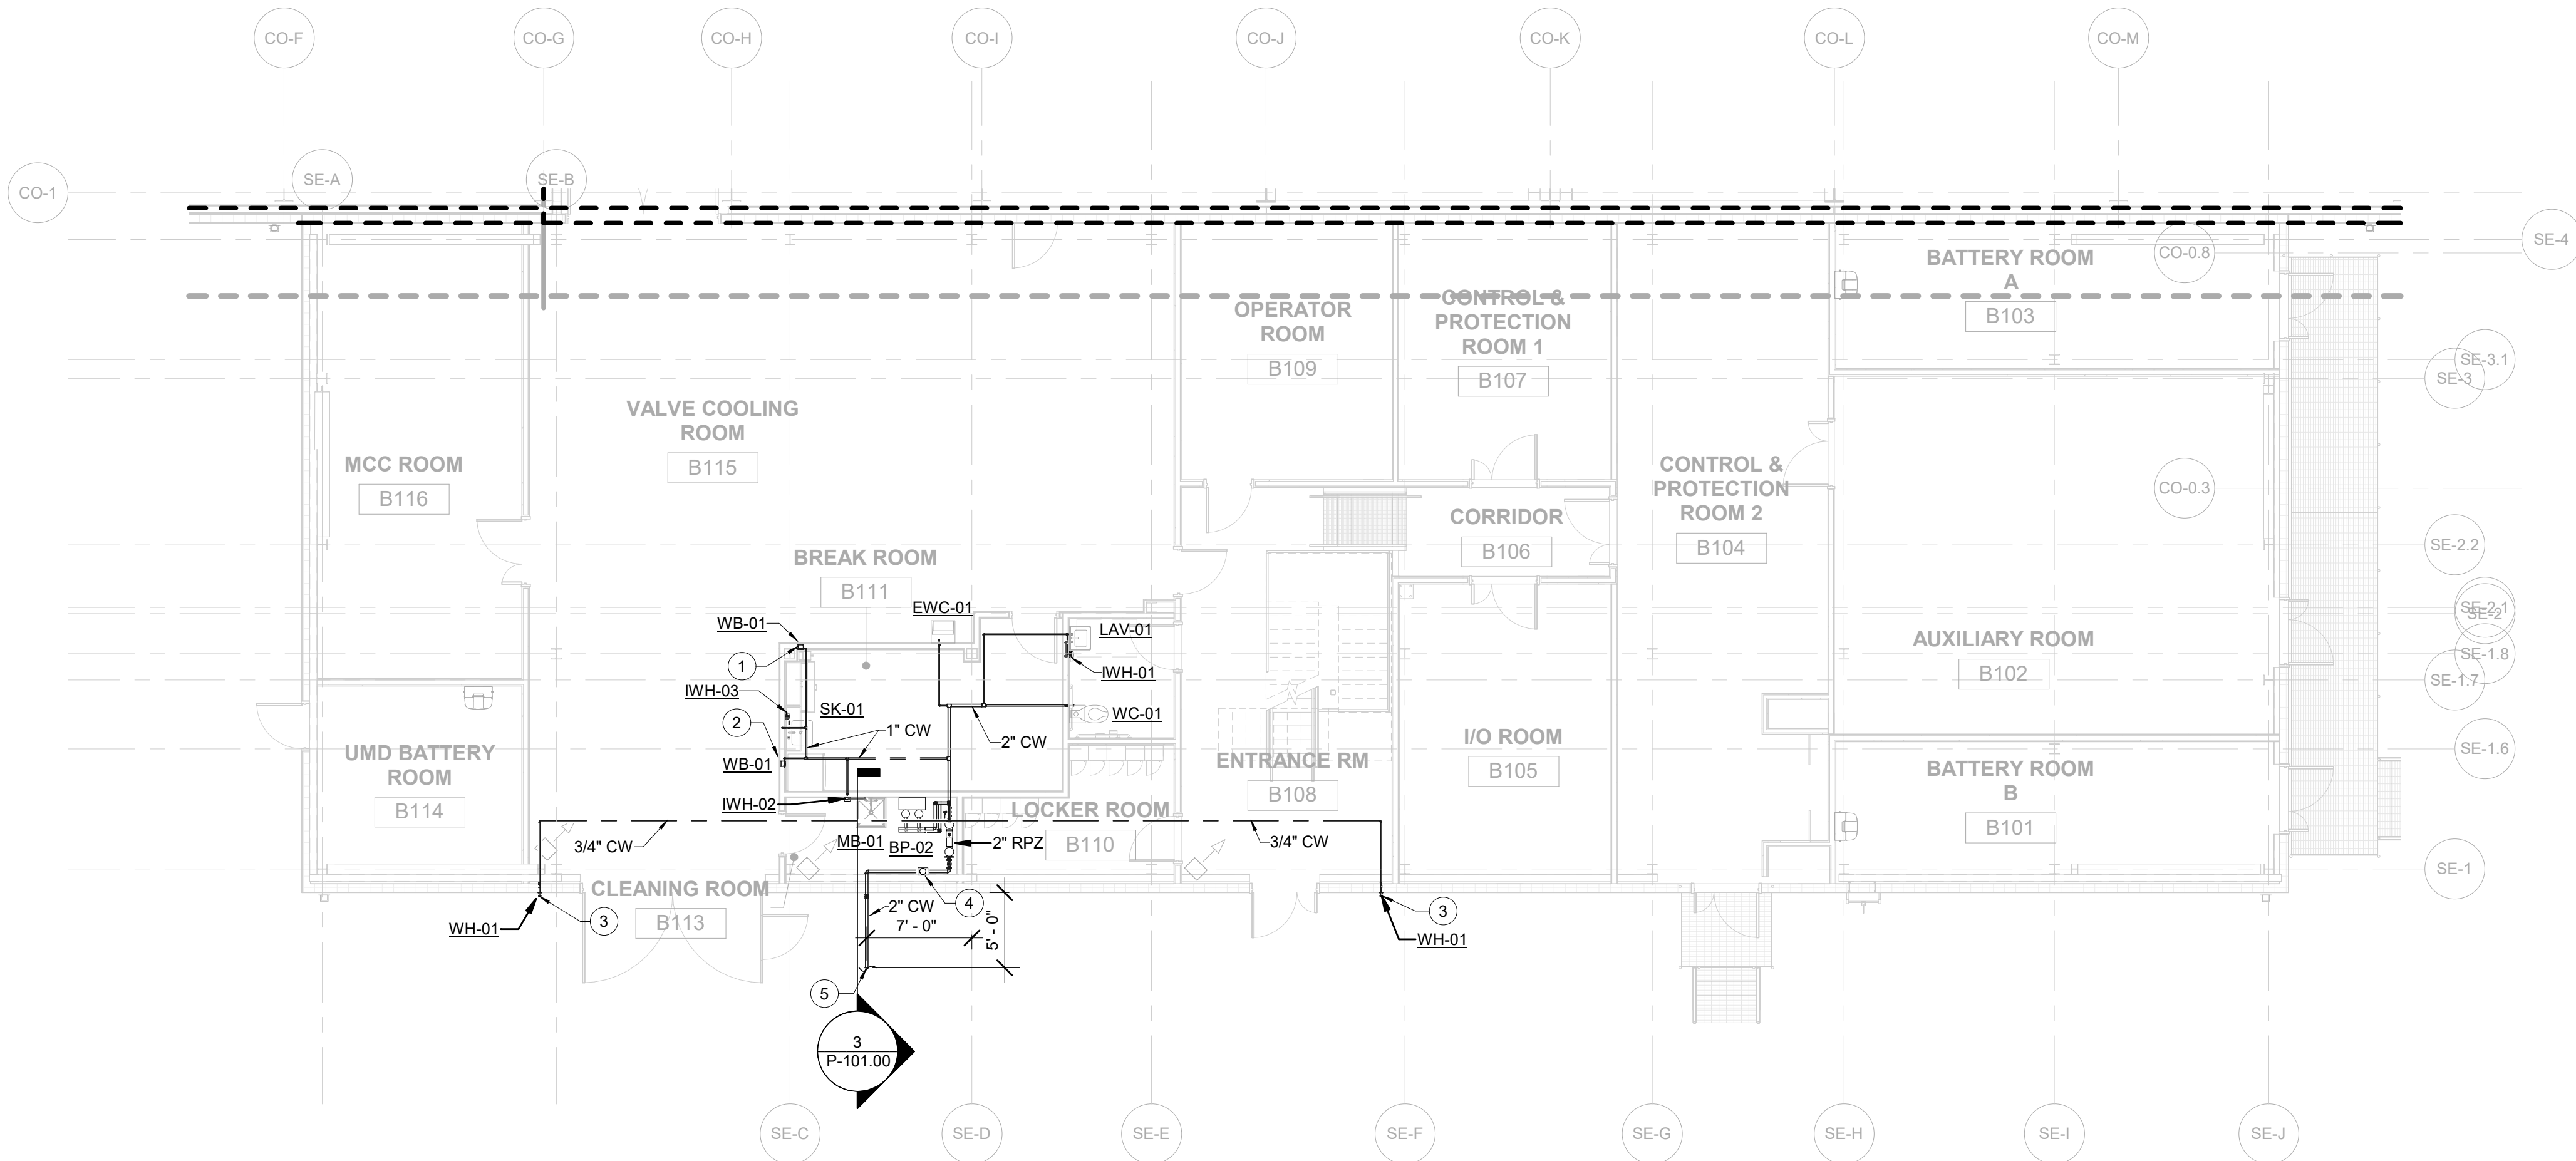 CO-F
CO-G
CO-H
CO-I
CO-J
CO-K
CO-L
CO-M
CO-1
SE-A
SE-B
SE-4
CO-0.8
BATTERY ROOM
A
B103
CONTROL &
PROTECTION
ROOM 1
B107
OPERATOR
ROOM
B109
SE-3.1
SE-3
VALVE COOLING
ROOM
B115
MCC ROOM
B116
CONTROL &
PROTECTION
ROOM 2
B104
CO-0.3
CORRIDOR
B106
SE-2.2
BREAK ROOM
B111
EWC-01
SE-2.1
SE-2
WB-01
LAV-01
AUXILIARY ROOM
B102
SE-1.8
1
IWH-01
SE-1.7
IWH-03
SK-01
WC-01
2
1" CW
2" CW
I/O ROOM
B105
SE-1.6
UMD BATTERY
ROOM
B114
WB-01
ENTRANCE RM
B108
BATTERY ROOM
B
B101
IWH-02
LOCKER ROOM
B110
3/4" CW
MB-01
BP-02
2" RPZ
3/4" CW
SE-1
CLEANING ROOM
B113
WH-01
3
2" CW
4
7' - 0"
5' - 0"
3
WH-01
5
3
P-101.00
SE-C
SE-D
SE-E
SE-F
SE-G
SE-H
SE-I
SE-J